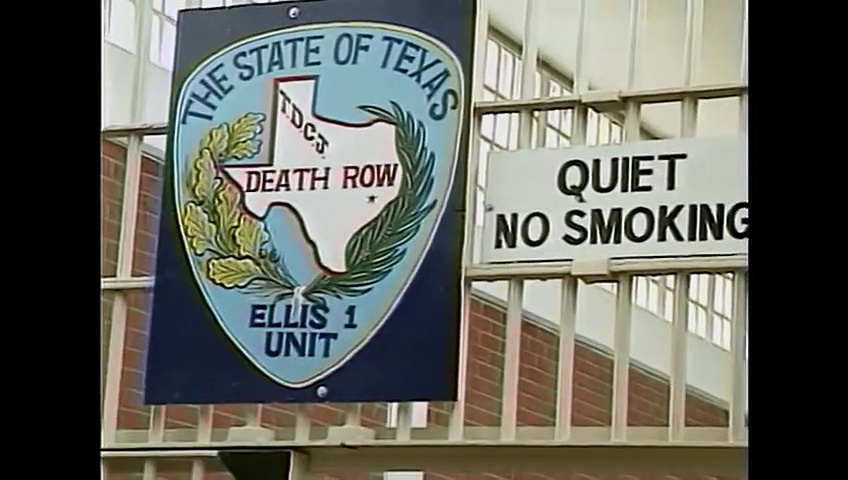 THE STATE OF TEXAS
T.D.C.J.
DEATH ROW
ELLIS 1
UNIT
QUIET
NO SMOKING